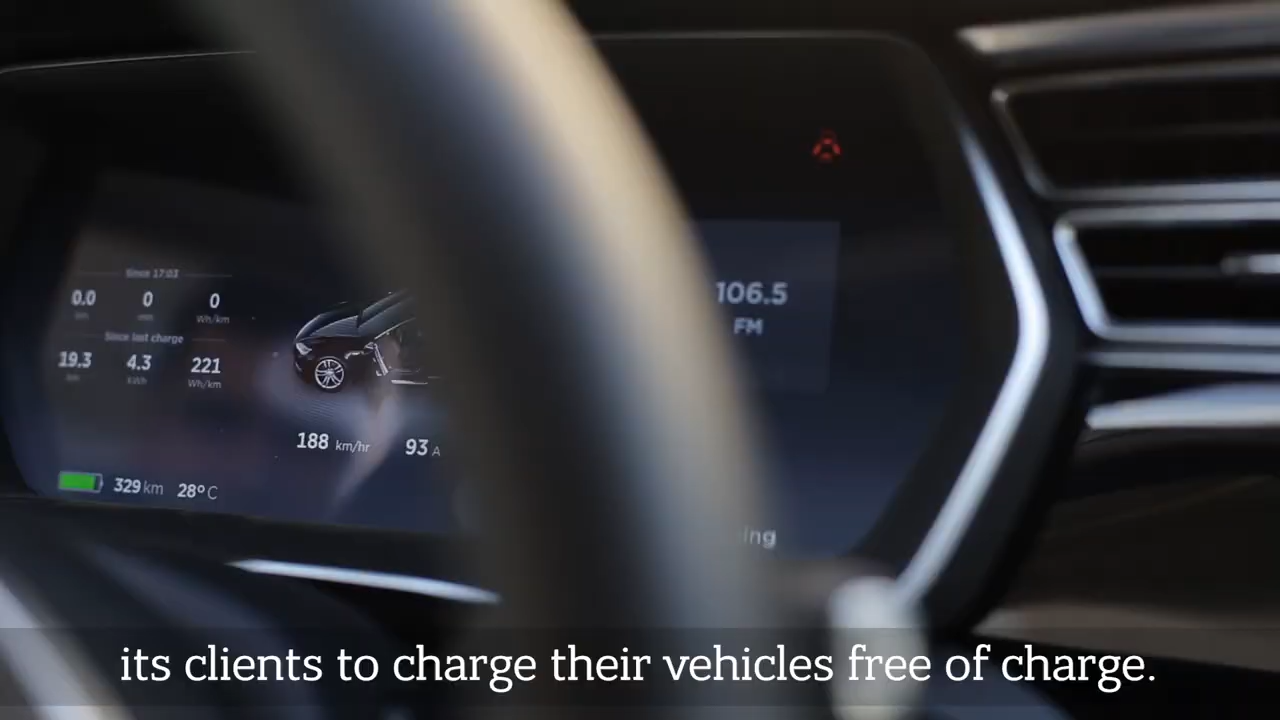 Since 17:03
0.0 0 0
Wh/km
Since last charge
19.3 4.3 221
kWh Wh/km
188 km/hr 93 A
329 km 28°C
106.5
FM
ing
its clients to charge their vehicles free of charge.